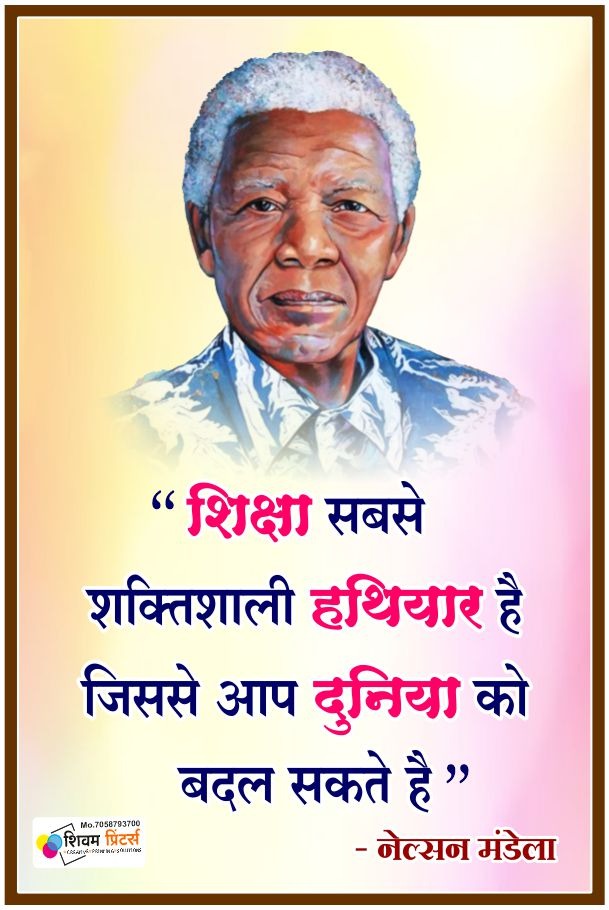 “ शिक्षा सबसे
शक्तिशाली हथियार है
जिससे आप दुनिया को
बदल सकते है ”
- नेल्सन मंडेला
Mo.7058793700
शिवम प्रिंटर्स